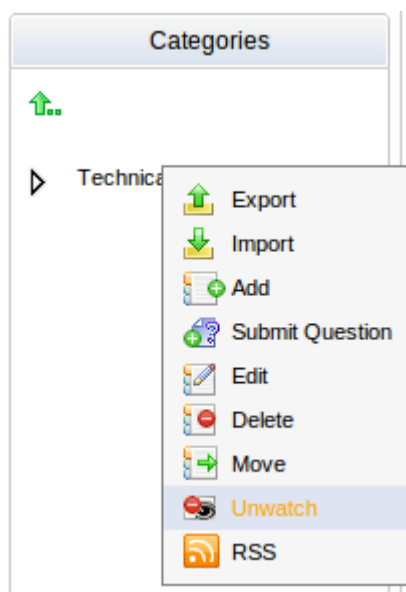 Categories
Technica
Export
Import
Add
Submit Question
Edit
Delete
Move
Unwatch
RSS